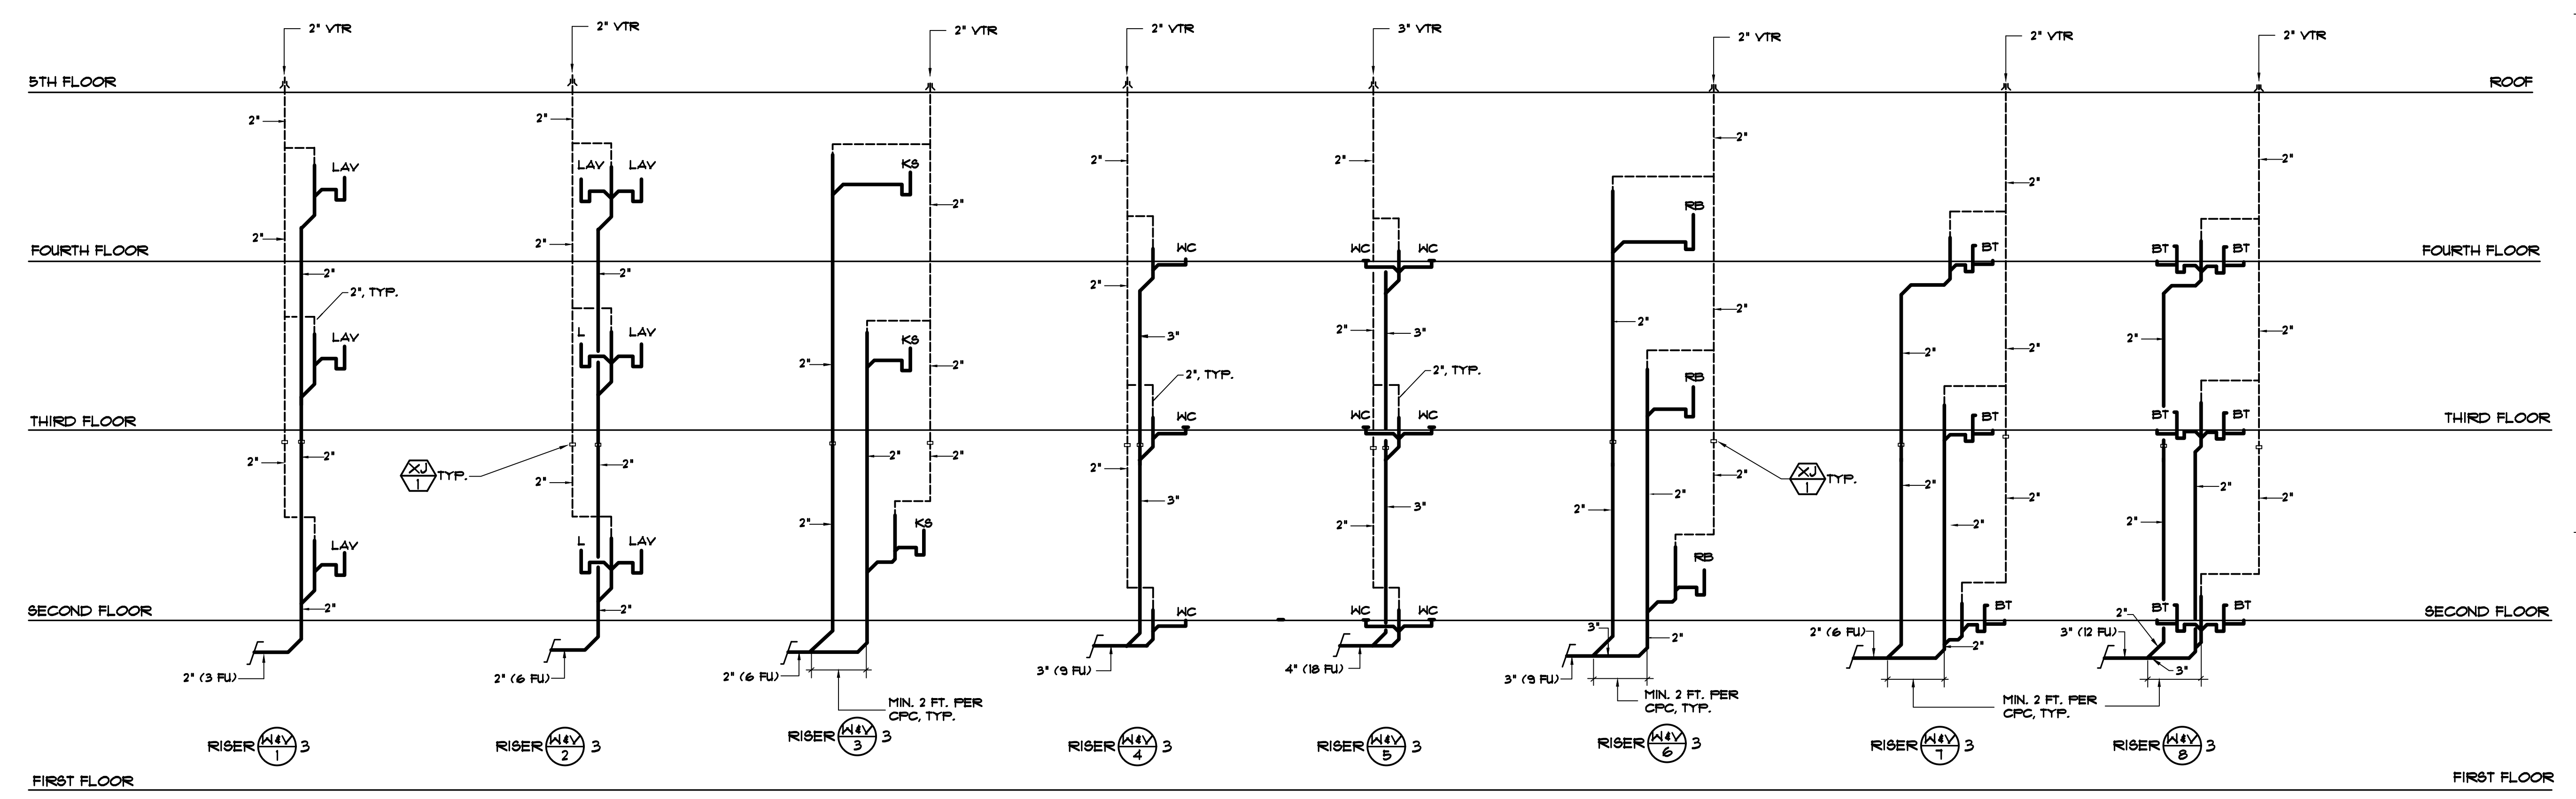 2" VTR
2" VTR
2" VTR
2" VTR
3" VTR
2" VTR
2" VTR
2" VTR
5TH FLOOR
ROOF
2"
2"
2"
2"
2"
2"
2"
2"
LAV
LAV
LAV
KS
2"
RB
2"
2"
2"
WC
WC
WC
BT
BT
BT
FOURTH FLOOR
FOURTH FLOOR
2"
2"
2"
2"
2", TYP.
2"
3"
2"
3"
2"
2"
2"
2"
2"
2"
LAV
L
LAV
KS
2"
2"
2", TYP.
2", TYP.
RB
2"
2"
THIRD FLOOR
WC
WC
WC
BT
BT
BT
THIRD FLOOR
2"
2"
2"
2"
2"
2"
2"
XJ
1
TYP.
2"
3"
3"
2"
2"
XJ
1
TYP.
2"
2"
2"
2"
2"
2"
KS
2"
2"
2"
2"
LAV
L
LAV
RB
SECOND FLOOR
2"
2"
WC
WC
WC
3"
2"
BT
2"
BT
BT
SECOND FLOOR
2" (3 FU)
2" (6 FU)
2" (6 FU)
3" (9 FU)
4" (18 FU)
3" (9 FU)
2" (6 FU)
2"
3" (12 FU)
3"
MIN. 2 FT. PER
CPC, TYP.
MIN. 2 FT. PER
CPC, TYP.
MIN. 2 FT. PER
CPC, TYP.
RISER W&V 1 3
RISER W&V 2 3
RISER W&V 3 3
RISER W&V 4 3
RISER W&V 5 3
RISER W&V 6 3
RISER W&V 7 3
RISER W&V 8 3
FIRST FLOOR
FIRST FLOOR